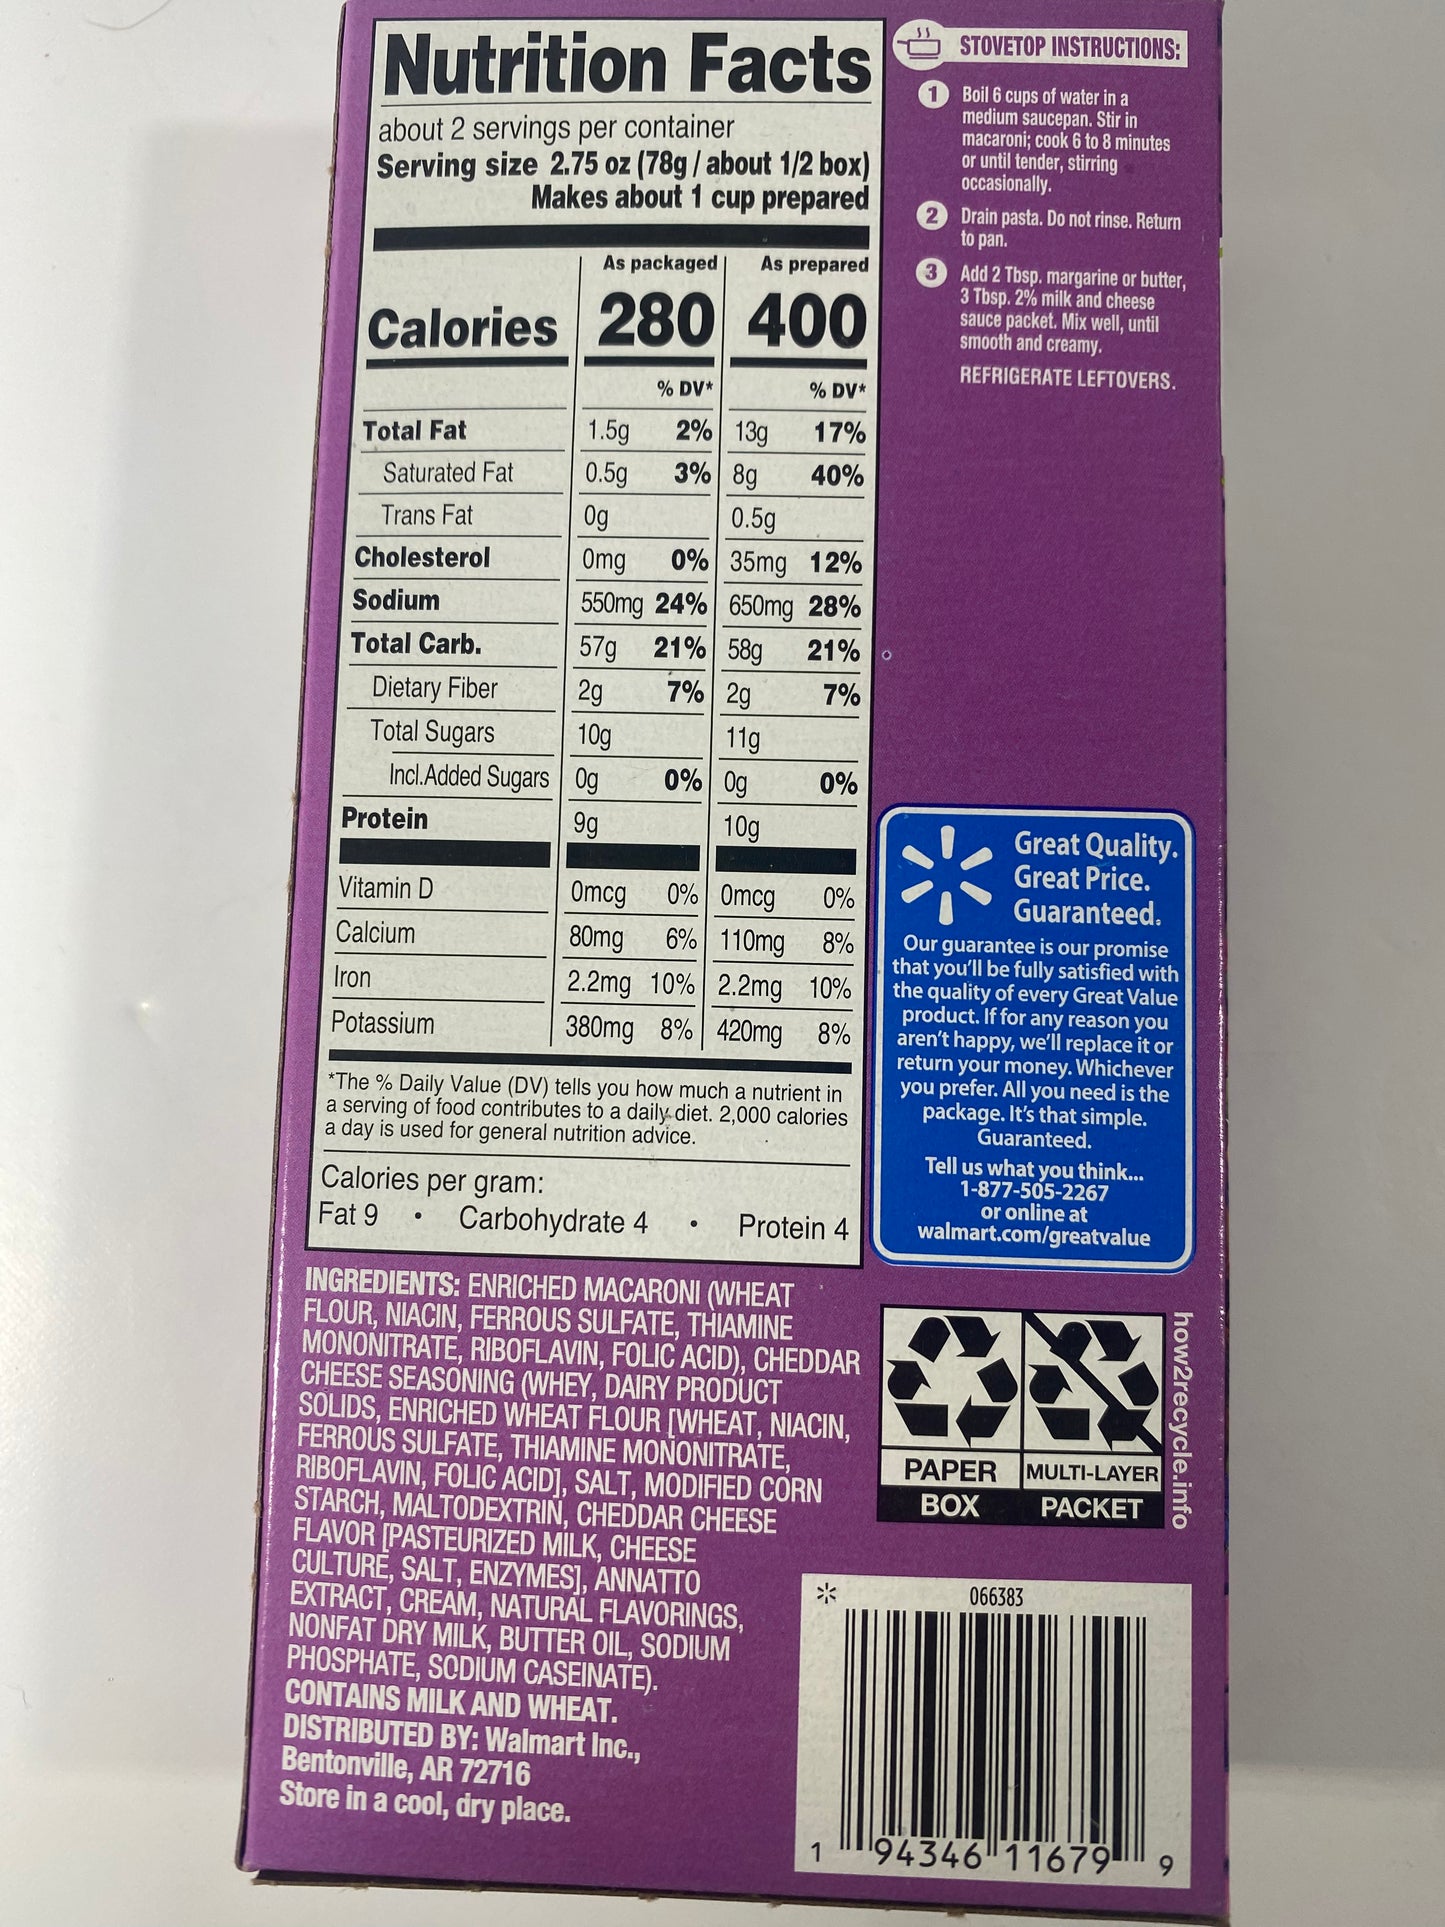 Nutrition Facts
about 2 servings per container
Serving size 2.75 oz (78g / about 1/2 box)
Makes about 1 cup prepared
As packaged As prepared
Calories 280 400
% DV* % DV*
Total Fat 1.5g 2% 13g 17%
Saturated Fat 0.5g 3% 8g 40%
Trans Fat 0g 0.5g
Cholesterol 0mg 0% 35mg 12%
Sodium 550mg 24% 650mg 28%
Total Carb. 57g 21% 58g 21%
Dietary Fiber 2g 7% 2g 7%
Total Sugars 10g 11g
Incl.Added Sugars 0g 0% 0g 0%
Protein 9g 10g
Vitamin D 0mcg 0% 0mcg 0%
Calcium 80mg 6% 110mg 8%
Iron 2.2mg 10% 2.2mg 10%
Potassium 380mg 8% 420mg 8%
*The % Daily Value (DV) tells you how much a nutrient in
a serving of food contributes to a daily diet. 2,000 calories
a day is used for general nutrition advice.
Calories per gram:
Fat 9 • Carbohydrate 4 • Protein 4
INGREDIENTS: ENRICHED MACARONI (WHEAT
FLOUR, NIACIN, FERROUS SULFATE, THIAMINE
MONONITRATE, RIBOFLAVIN, FOLIC ACID), CHEDDAR
CHEESE SEASONING (WHEY, DAIRY PRODUCT
SOLIDS, ENRICHED WHEAT FLOUR [WHEAT, NIACIN,
FERROUS SULFATE, THIAMINE MONONITRATE,
RIBOFLAVIN, FOLIC ACID], SALT, MODIFIED CORN
STARCH, MALTODEXTRIN, CHEDDAR CHEESE
FLAVOR [PASTEURIZED MILK, CHEESE
CULTURE, SALT, ENZYMES], ANNATTO
EXTRACT, CREAM, NATURAL FLAVORINGS,
NONFAT DRY MILK, BUTTER OIL, SODIUM
PHOSPHATE, SODIUM CASEINATE).
CONTAINS MILK AND WHEAT.
DISTRIBUTED BY: Walmart Inc.,
Bentonville, AR 72716
Store in a cool, dry place.
STOVETOP INSTRUCTIONS:
1 Boil 6 cups of water in a
medium saucepan. Stir in
macaroni; cook 6 to 8 minutes
or until tender, stirring
occasionally.
2 Drain pasta. Do not rinse. Return
to pan.
3 Add 2 Tbsp. margarine or butter,
3 Tbsp. 2% milk and cheese
sauce packet. Mix well, until
smooth and creamy.
REFRIGERATE LEFTOVERS.
Great Quality.
Great Price.
Guaranteed.
Our guarantee is our promise
that you'll be fully satisfied with
the quality of every Great Value
product. If for any reason you
aren't happy, we'll replace it or
return your money. Whichever
you prefer. All you need is the
package. It's that simple.
Guaranteed.
Tell us what you think...
1-877-505-2267
or online at
walmart.com/greatvalue
PAPER MULTI-LAYER
BOX PACKET
how2recycle.info
066383
1 94346 11679 9